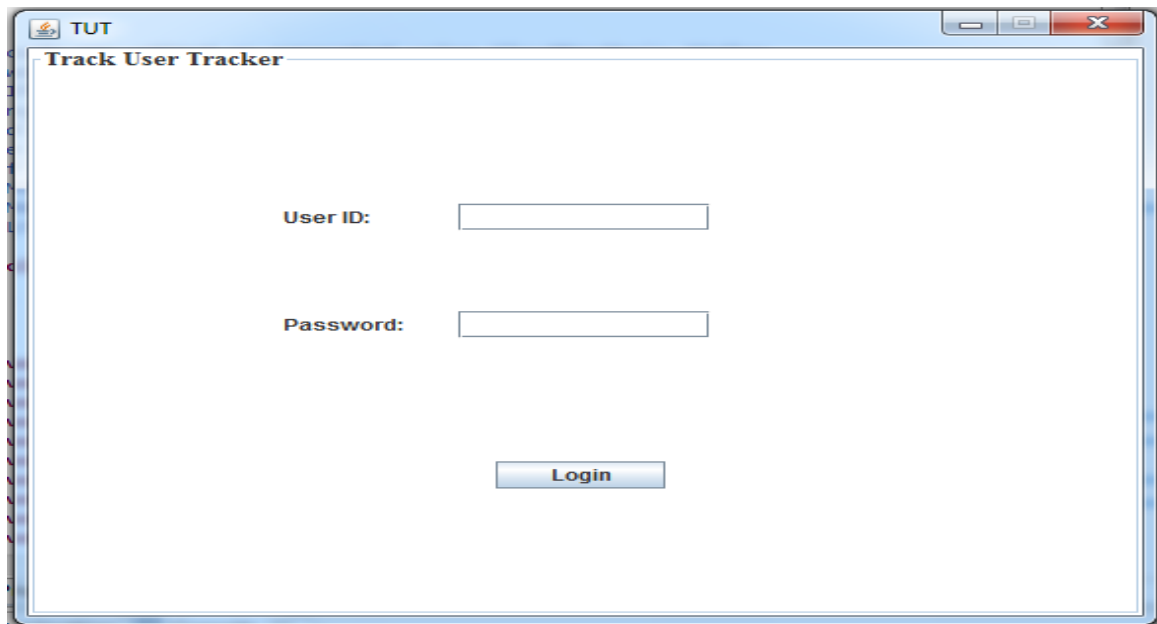 TUT
Track User Tracker
User ID:
Password:
Login